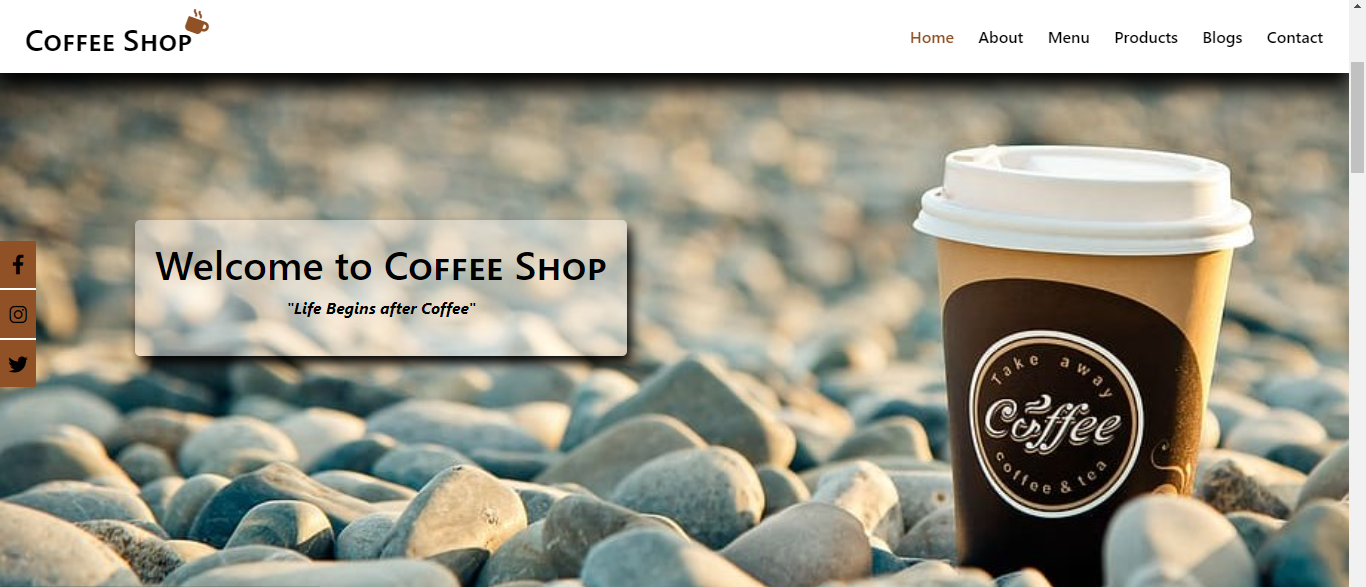 Coffee Shop
Home About Menu Products Blogs Contact
Welcome to Coffee Shop
"Life Begins after Coffee"
Take away
Coffee
coffee & tea